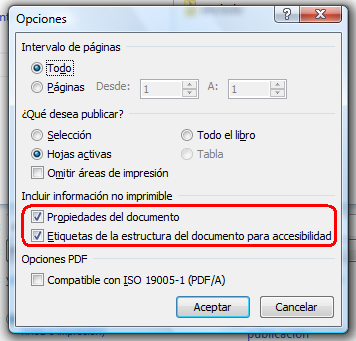 Opciones
Intervalo de páginas
Todo
Páginas Desde: 1 A: 1
¿Qué desea publicar?
Selección Todo el libro
Hojas activas Tabla
Omitir áreas de impresión
Incluir información no imprimible
Propiedades del documento
Etiquetas de la estructura del documento para accesibilidad
Opciones PDF
Compatible con ISO 19005-1 (PDF/A)
Aceptar Cancelar
publicación